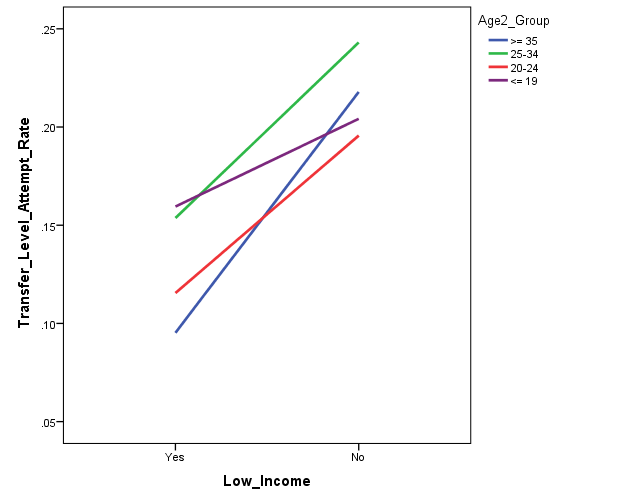 Age2_Group
>= 35
25-34
20-24
<= 19
Transfer_Level_Attempt_Rate
.25
.20
.15
.10
.05
Yes
No
Low_Income